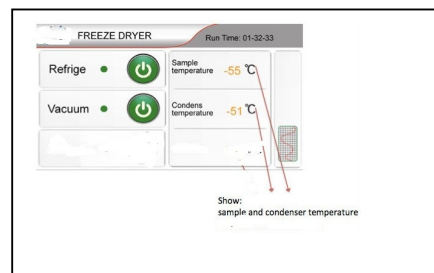 FREEZE DRYER
Run Time: 01-32-33
Refrige
Sample
temperature
-55 ℃
Vacuum
Condens
temperature
-51 ℃
Show:
sample and condenser temperature